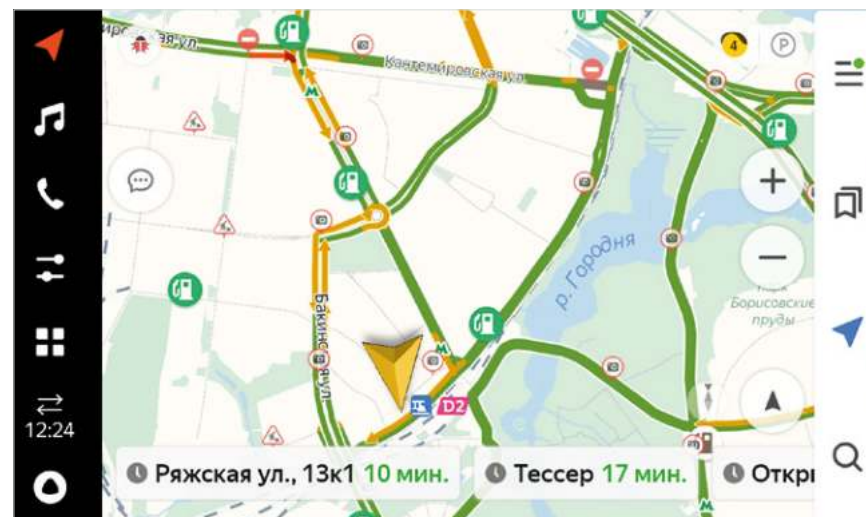 Кантемировская ул.
4
P
р. Городня
Борисовские
пруды
Бакинская ул.
M
D2
12:24
Ряжская ул., 13к1 10 мин.
Тессер 17 мин.
Откры
M